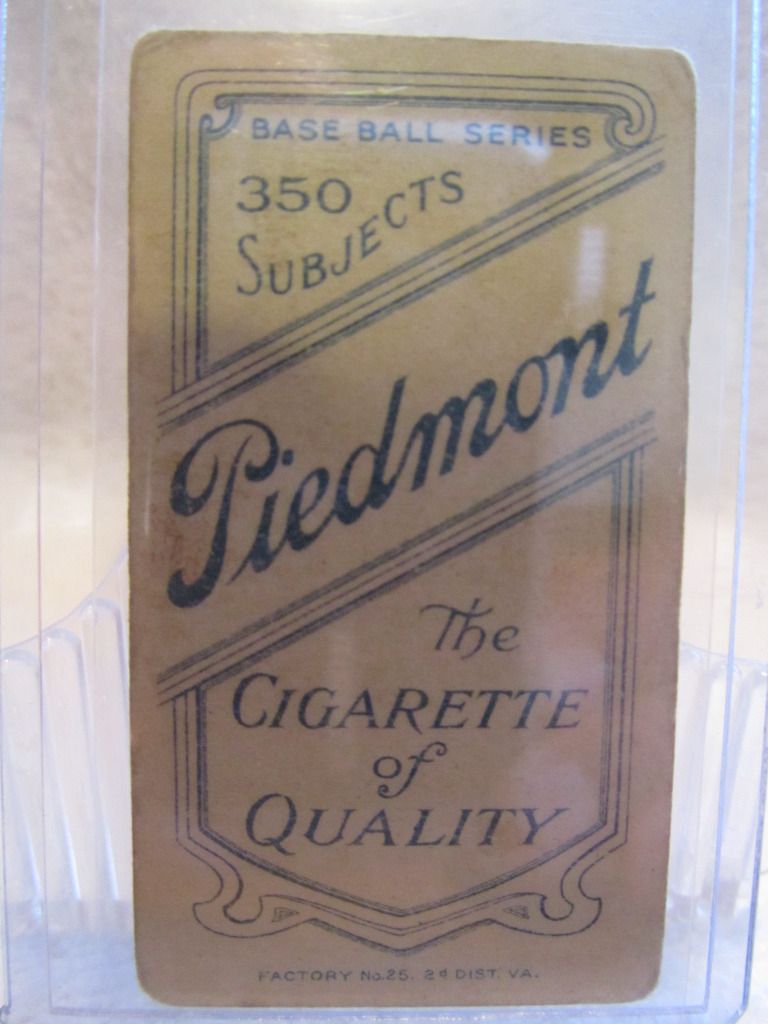 BASE BALL SERIES
350
SUBJECTS
Piedmont
The
CIGARETTE
of
QUALITY
FACTORY No. 25. 2d DIST. VA.